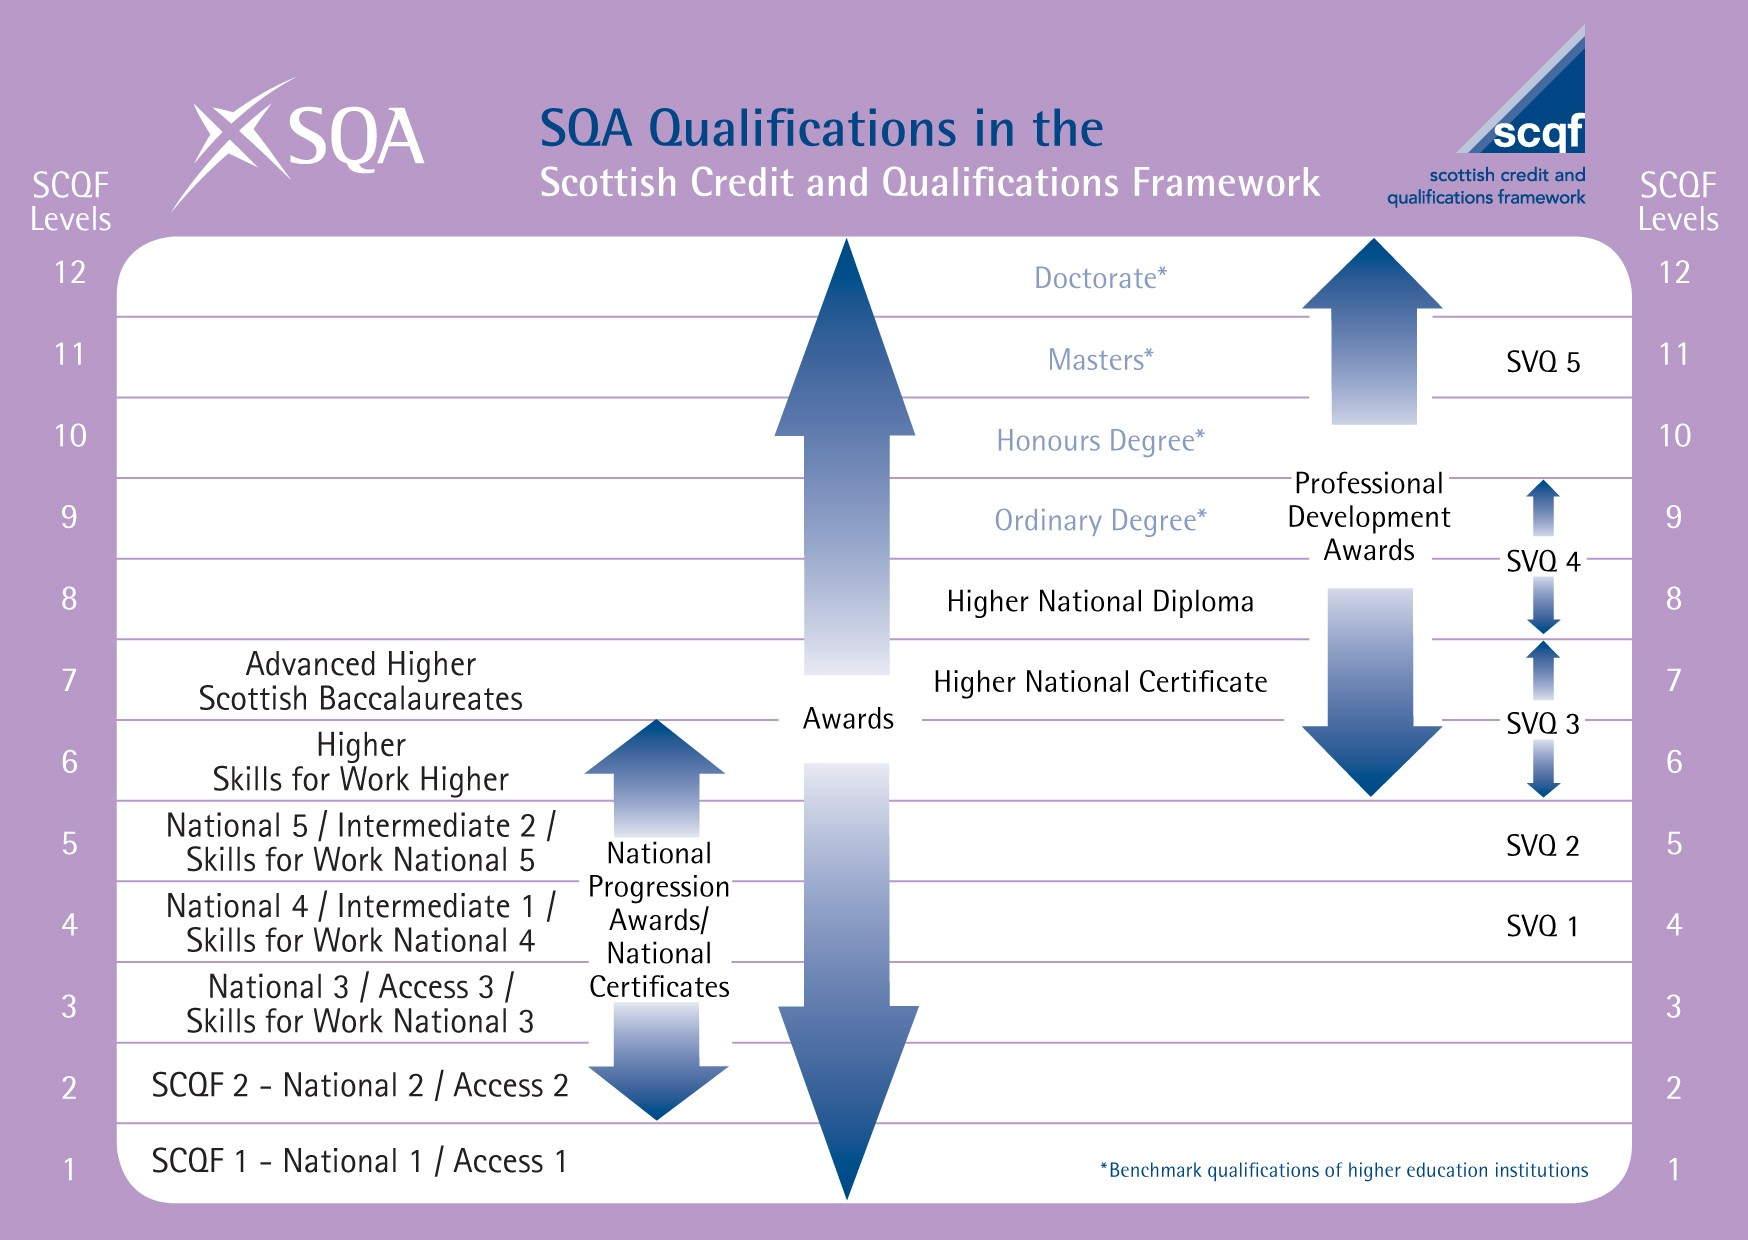 SQA
SQA Qualifications in the
Scottish Credit and Qualifications Framework
scqf
scottish credit and
qualifications framework
SCQF
Levels
SCQF
Levels
12
Doctorate*
12
11
Masters*
SVQ 5
11
10
Honours Degree*
10
9
Ordinary Degree*
9
Professional
Development
Awards
SVQ 4
8
Higher National Diploma
8
7
Advanced Higher
Scottish Baccalaureates
Higher National Certificate
7
Awards
SVQ 3
6
Higher
Skills for Work Higher
6
5
National 5 / Intermediate 2 /
Skills for Work National 5
SVQ 2
5
National
Progression
Awards/
National
Certificates
4
National 4 / Intermediate 1 /
Skills for Work National 4
SVQ 1
4
3
National 3 / Access 3 /
Skills for Work National 3
3
2
SCQF 2 - National 2 / Access 2
2
1
SCQF 1 - National 1 / Access 1
*Benchmark qualifications of higher education institutions
1